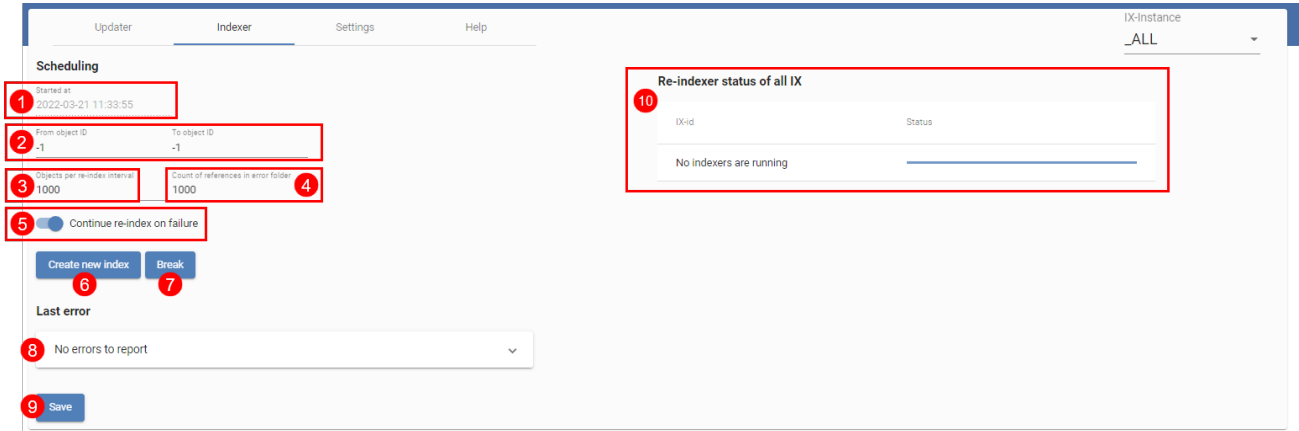 Updater
Indexer
Settings
Help
IX-Instance
_ALL
Scheduling
1
Started at
2022-03-21 11:33:55
2
From object ID
To object ID
-1
-1
3
Objects per re-index interval
1000
Count of references in error folder
1000
4
5
Continue re-index on failure
Create new index
Break
6
7
Last error
8
No errors to report
9
Save
Re-indexer status of all IX
10
IX-id
Status
No indexers are running